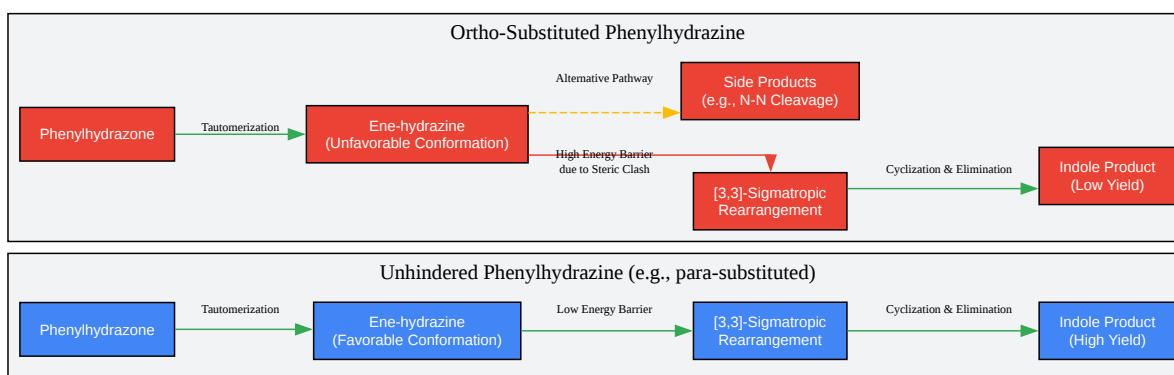 Ortho-Substituted Phenylhydrazine
Alternative Pathway
Side Products
(e.g., N-N Cleavage)
Phenylhydrazone
Tautomerization
Ene-hydrazine
(Unfavorable Conformation)
High Energy Barrier
due to Steric Clash
[3,3]-Sigmatropic
Rearrangement
Cyclization & Elimination
Indole Product
(Low Yield)
Unhindered Phenylhydrazine (e.g., para-substituted)
Phenylhydrazone
Tautomerization
Ene-hydrazine
(Favorable Conformation)
Low Energy Barrier
[3,3]-Sigmatropic
Rearrangement
Cyclization & Elimination
Indole Product
(High Yield)